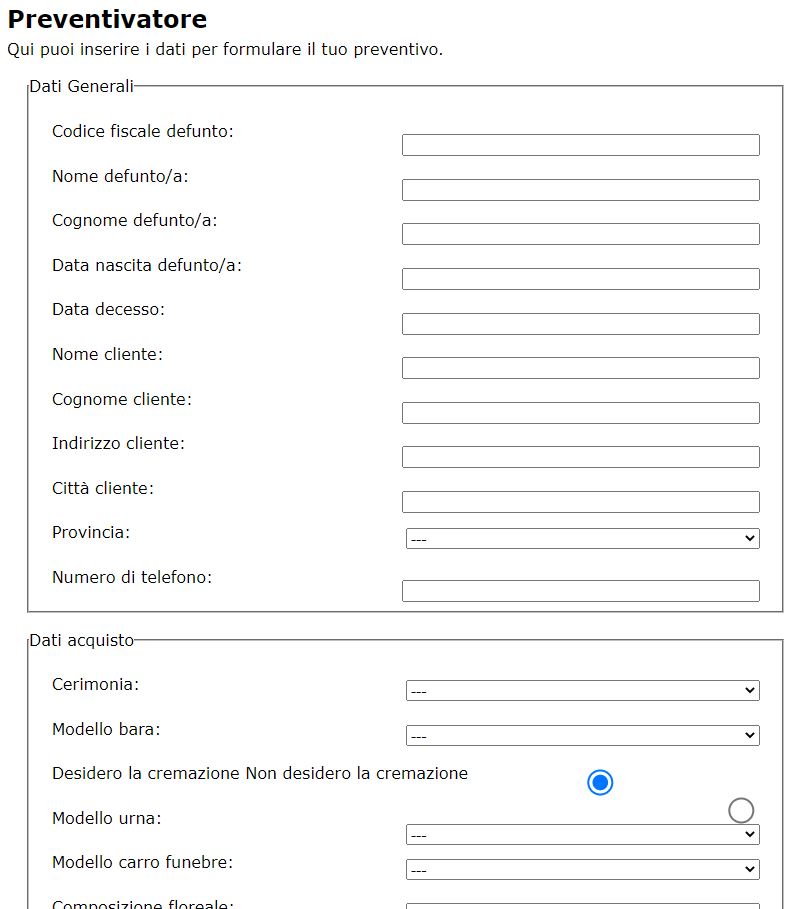 Preventivatore
Qui puoi inserire i dati per formulare il tuo preventivo.
Dati Generali
Codice fiscale defunto:
Nome defunto/a:
Cognome defunto/a:
Data nascita defunto/a:
Data decesso:
Nome cliente:
Cognome cliente:
Indirizzo cliente:
Città cliente:
Provincia: ---
Numero di telefono:
Dati acquisto
Cerimonia: ---
Modello bara: ---
Desidero la cremazione Non desidero la cremazione
Modello urna: ---
Modello carro funebre: ---
Composizione floreale: